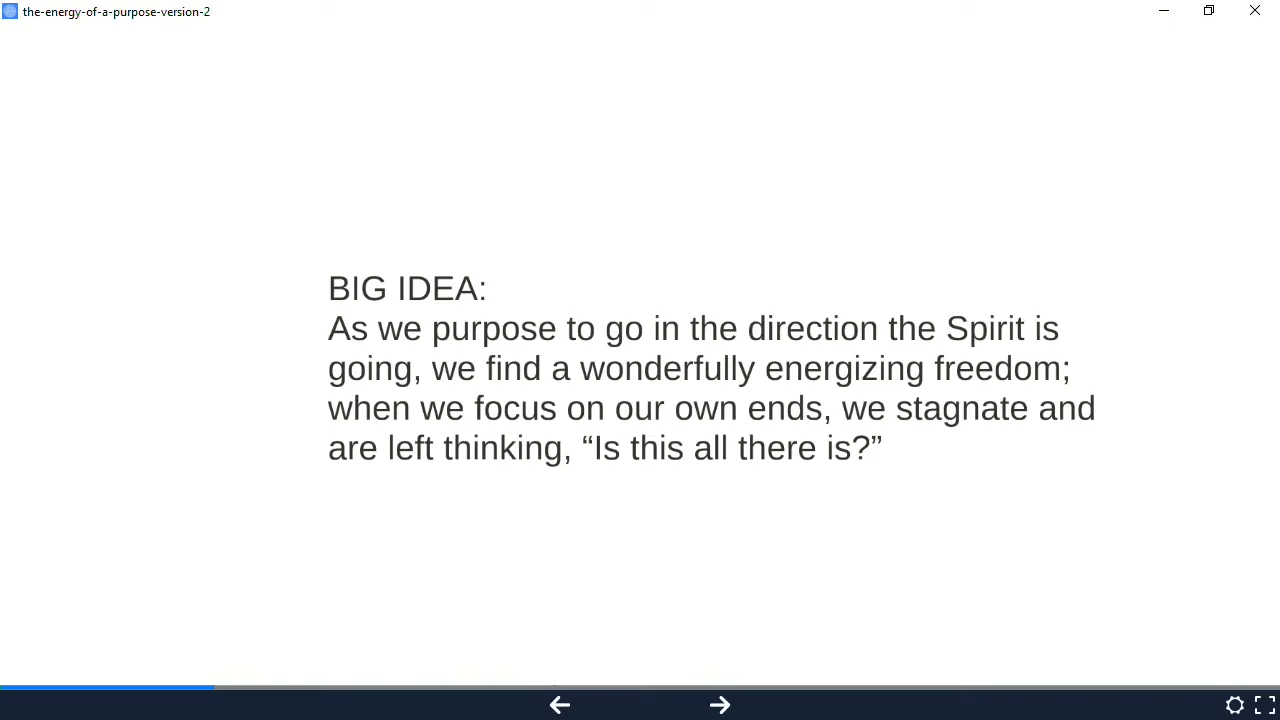 the-energy-of-a-purpose-version-2
BIG IDEA:
As we purpose to go in the direction the Spirit is
going, we find a wonderfully energizing freedom;
when we focus on our own ends, we stagnate and
are left thinking, “Is this all there is?”